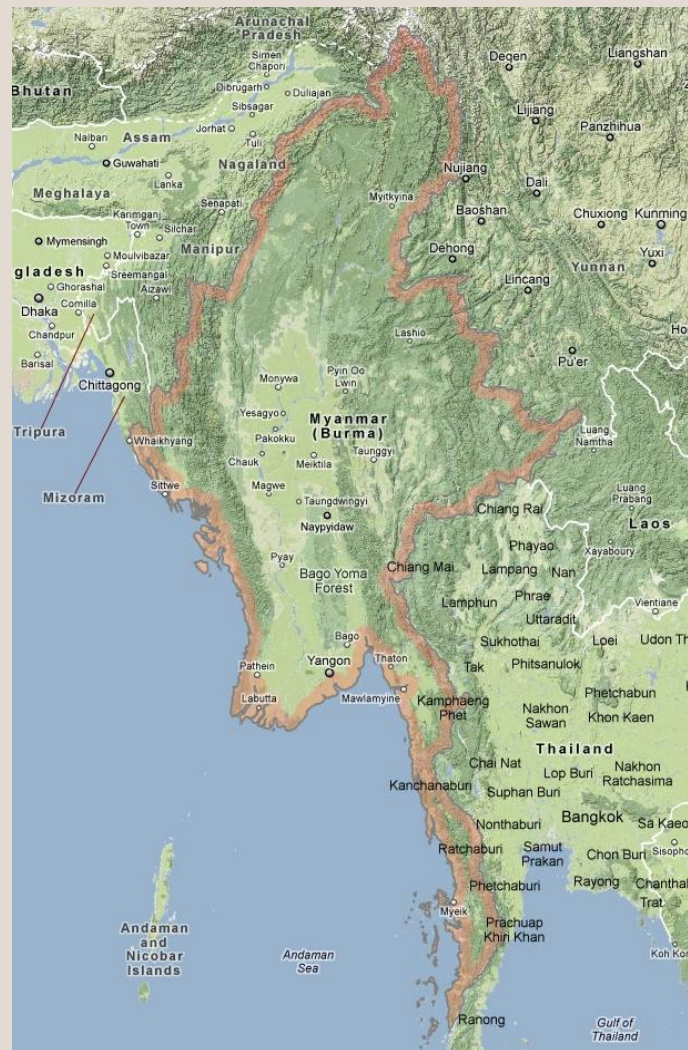 Arunachal
Pradesh
Simen
Chapori
Deqen
Liangshan
Bhutan
Dibrugarh
Duliajan
Sibsagar
Lijiang
Assam
Jorhat
Tuli
Panzhihua
Nalbari
Guwahati
Nagaland
Lanka
Nujiang
Dali
Meghalaya
Senapati
Myitkyina
Baoshan
Chuxiong
Kunming
Karimganj
Town
Silchar
Mymensingh
Moulvibazar
Manipur
Dehong
Yuxi
Sreemangal
Yunnan
gladesh
Ghorashal
Lincang
Dhaka
Comilla
Aizawl
Ho
Chandpur
Lashio
Barisal
Pu'er
Chittagong
Monywa
Pyin Oo
Lwin
Tripura
Whaikhyang
Yesagyo
Myanmar
(Burma)
Luang
Namtha
Pakokku
Chauk
Meiktila
Taunggyi
Mizoram
Sittwe
Magwe
Taungdwingyi
Luang
Prabang
Chiang Rai
Naypyidaw
Laos
Phayao
Xayaboury
Pyay
Chiang Mai
Lampang
Nan
Bago Yoma
Forest
Lamphun
Phrae
Vientiane
Uttaradit
Bago
Sukhothai
Loei
Udon Th
Pathein
Yangon
Thaton
Tak
Phitsanulok
Labutta
Mawlamyine
Kamphaeng
Phet
Phetchabun
Nakhon
Sawan
Khon Kaen
Thailand
Chai Nat
Lop Buri
Nakhon
Ratchasima
Kanchanaburi
Suphan Buri
Nonthaburi
Bangkok
Sa Kaeo
Ratchaburi
Samut
Prakan
Chon Buri
Sisopho
Phetchaburi
Rayong
Chanthal
Trat
Myeik
Prachuap
Khiri Khan
Andaman
and
Nicobar
Islands
Andaman
Sea
Koh Kon
Ranong
Gulf of
Thailand